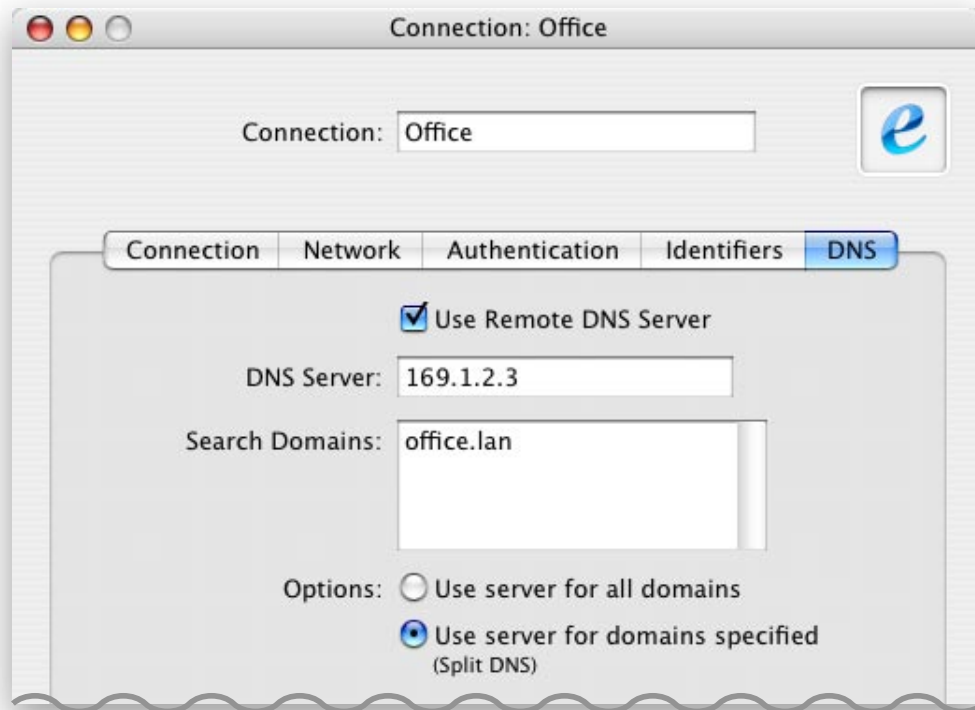 Connection: Office
Connection: Office
Connection Network Authentication Identifiers DNS
Use Remote DNS Server
DNS Server: 169.1.2.3
Search Domains: office.lan
Options: Use server for all domains
Use server for domains specified
(Split DNS)